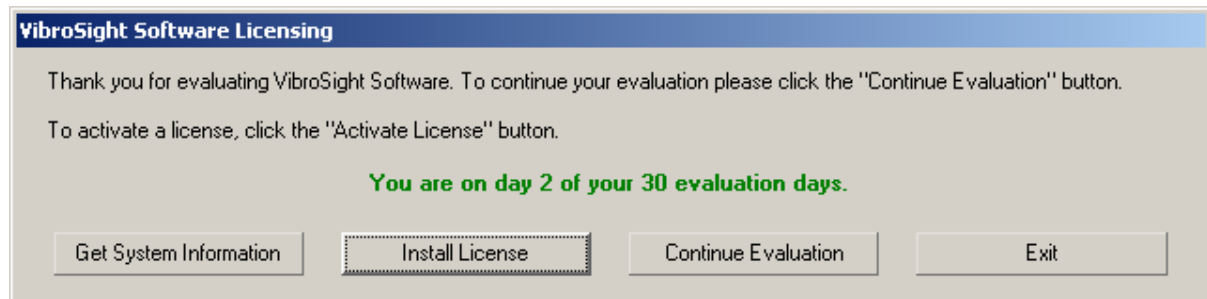 VibroSight Software Licensing
Thank you for evaluating VibroSight Software. To continue your evaluation please click the "Continue Evaluation" button.
To activate a license, click the "Activate License" button.
You are on day 2 of your 30 evaluation days.
Get System Information Install License Continue Evaluation Exit